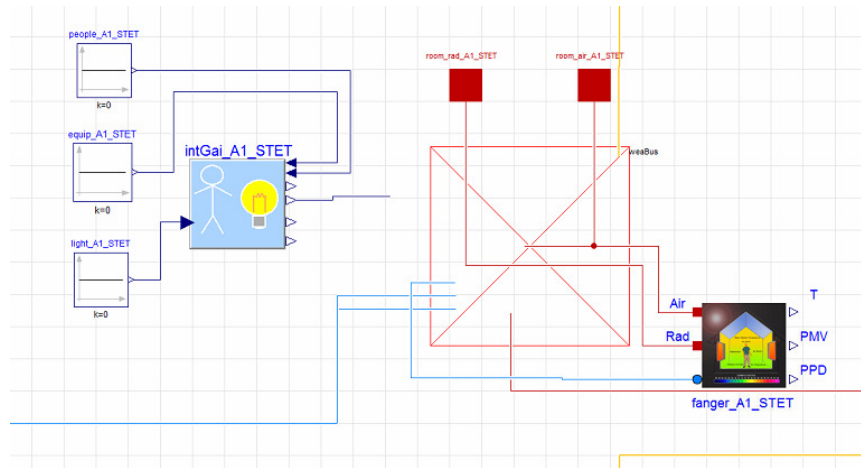 people_A1_STET
k=0
equip_A1_STET
k=0
light_A1_STET
k=0
intGai_A1_STET
room_rad_A1_STET
room_air_A1_STET
weaBus
Air
Rad
T
PMV
PPD
fanger_A1_STET